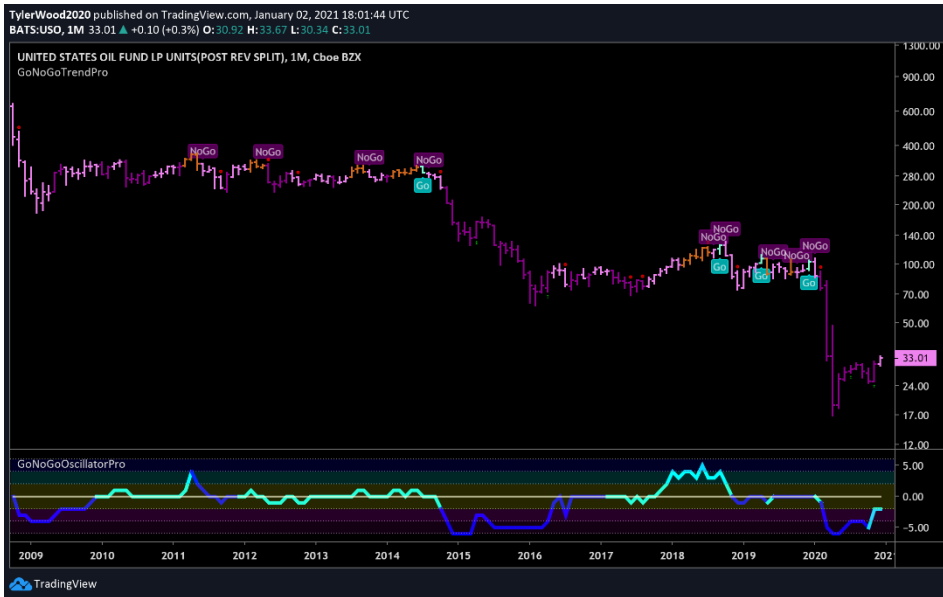 TylerWood2020 published on TradingView.com, January 02, 2021 18:01:44 UTC
BATS:USO, 1M 33.01 ▲ +0.10 (+0.3%) O:30.92 H:33.67 L:30.34 C:33.01
UNITED STATES OIL FUND LP UNITS(POST REV SPLIT), 1M, Cboe BZX
GoNoGoTrendPro
1300.00
900.00
600.00
400.00
280.00
200.00
140.00
100.00
70.00
50.00
33.01
24.00
17.00
12.00
NoGo
NoGo
NoGo
NoGo
Go
NoGo
NoGo
Go
NoGo
NoGo
NoGo
Go
Go
GoNoGoOscillatorPro
5.00
0.00
-5.00
2009 2010 2011 2012 2013 2014 2015 2016 2017 2018 2019 2020 202
TradingView